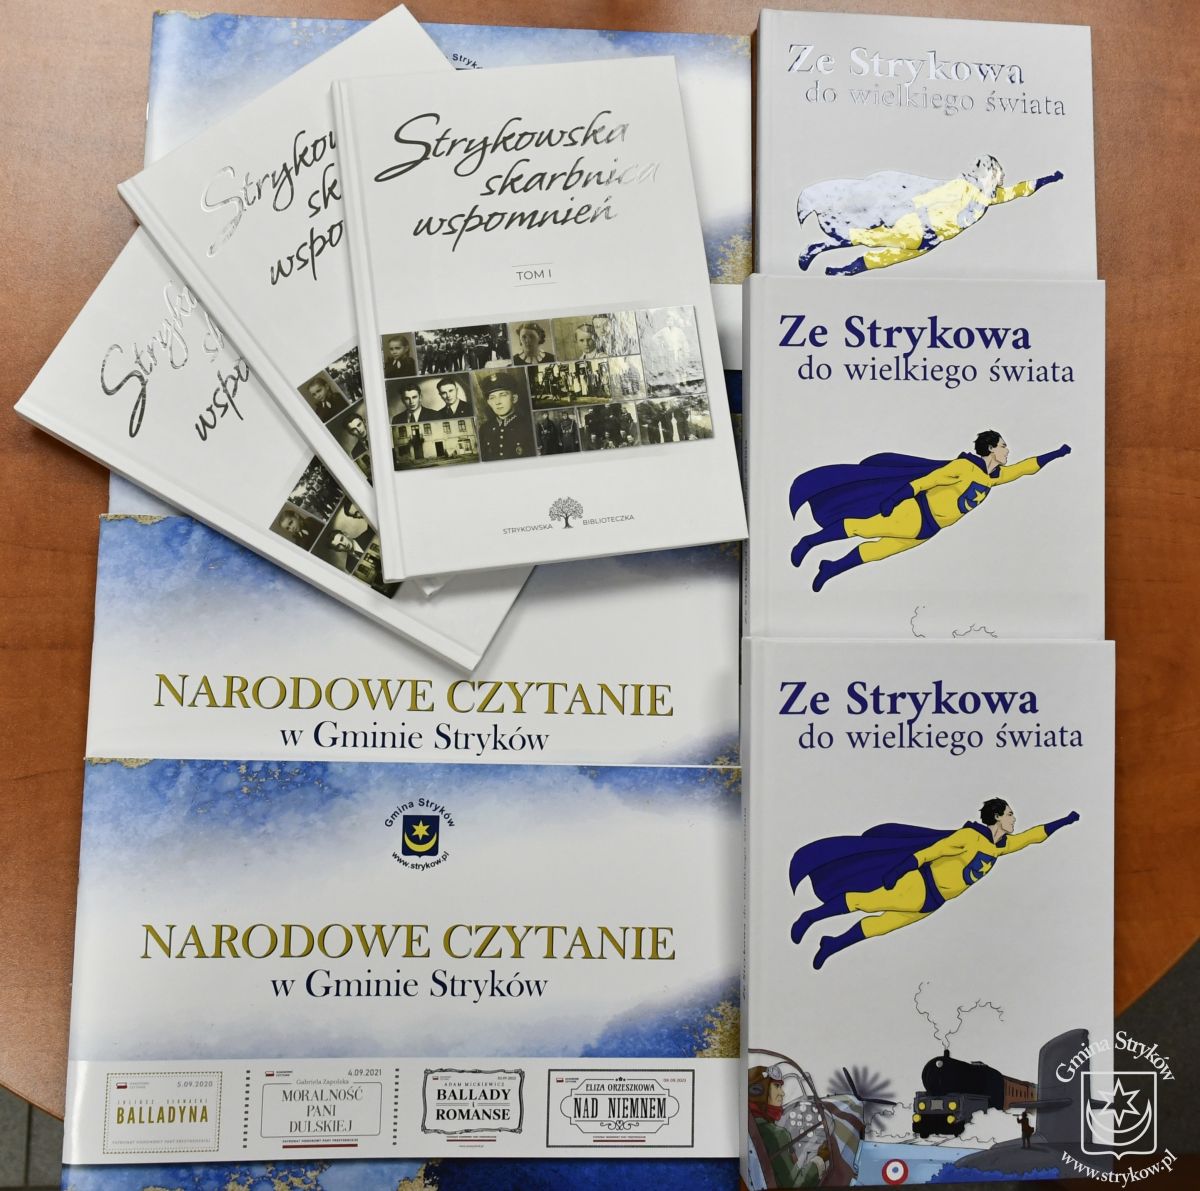 Stryków
Strykowska
skarbnica
wspomnień
TOM I
STRYKOWSKA
BIBLIOTECZKA
Ze Strykowa
do wielkiego świata
Ze Strykowa
do wielkiego świata
Ze Strykowa
do wielkiego świata
NARODOWE CZYTANIE
w Gminie Stryków
Gmina Stryków
www.strykow.pl
NARODOWE CZYTANIE
w Gminie Stryków
5.09.2020
BALLADYNA
4.09.2021
Gabriela Zapolska
MORALNOŚĆ
PANI
DULSKIEJ
ADAM MICKIEWICZ
BALLADY
I
ROMANSE
ELIZA ORZESZKOWA
NAD NIEMNEM
Gmina Stryków
www.strykow.pl